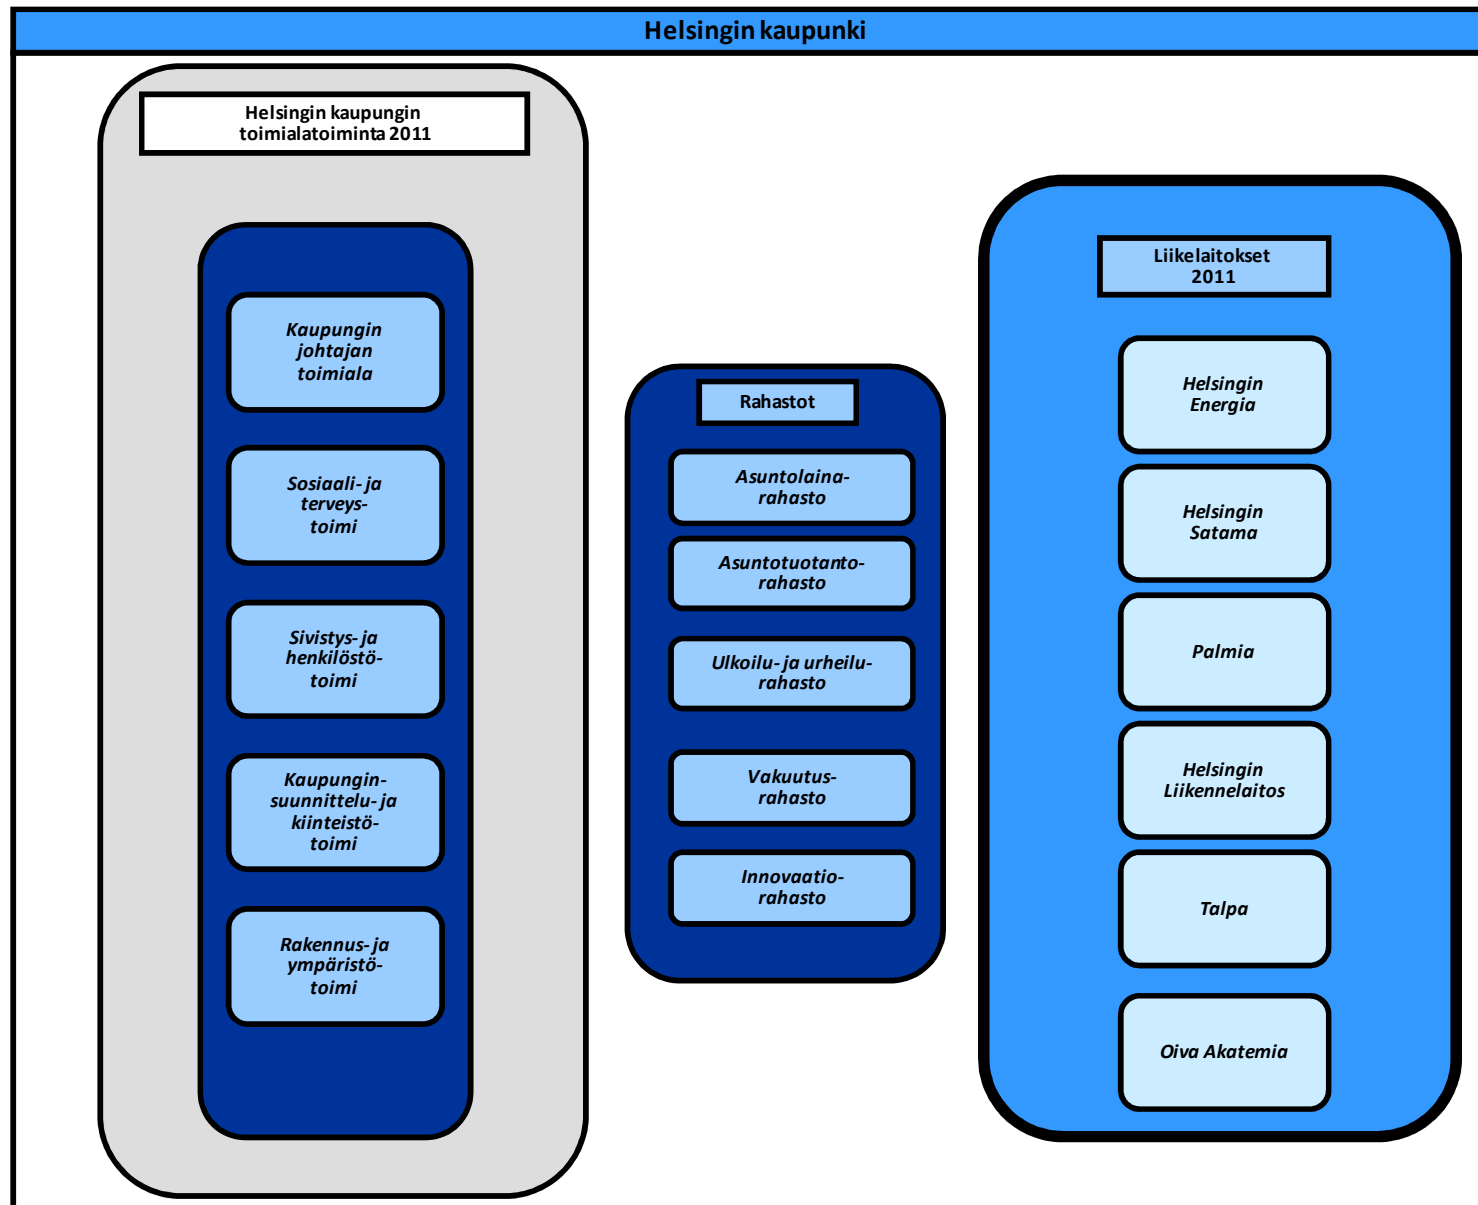 Helsingin kaupunki
Helsingin kaupungin
toimialatoiminta 2011
Kaupungin
johtajan
toimiala
Sosiaali- ja
terveys-
toimi
Sivistys- ja
henkilöstö-
toimi
Kaupungin-
suunnittelu- ja
kiinteistö-
toimi
Rakennus- ja
ympäristö-
toimi
Rahastot
Asuntolaina-
rahasto
Asuntotuotanto-
rahasto
Ulkoilu- ja urheilu-
rahasto
Vakuutus-
rahasto
Innovaatio-
rahasto
Liikelaitokset
2011
Helsingin
Energia
Helsingin
Satama
Palmia
Helsingin
Liikennelaitos
Talpa
Oiva Akatemia